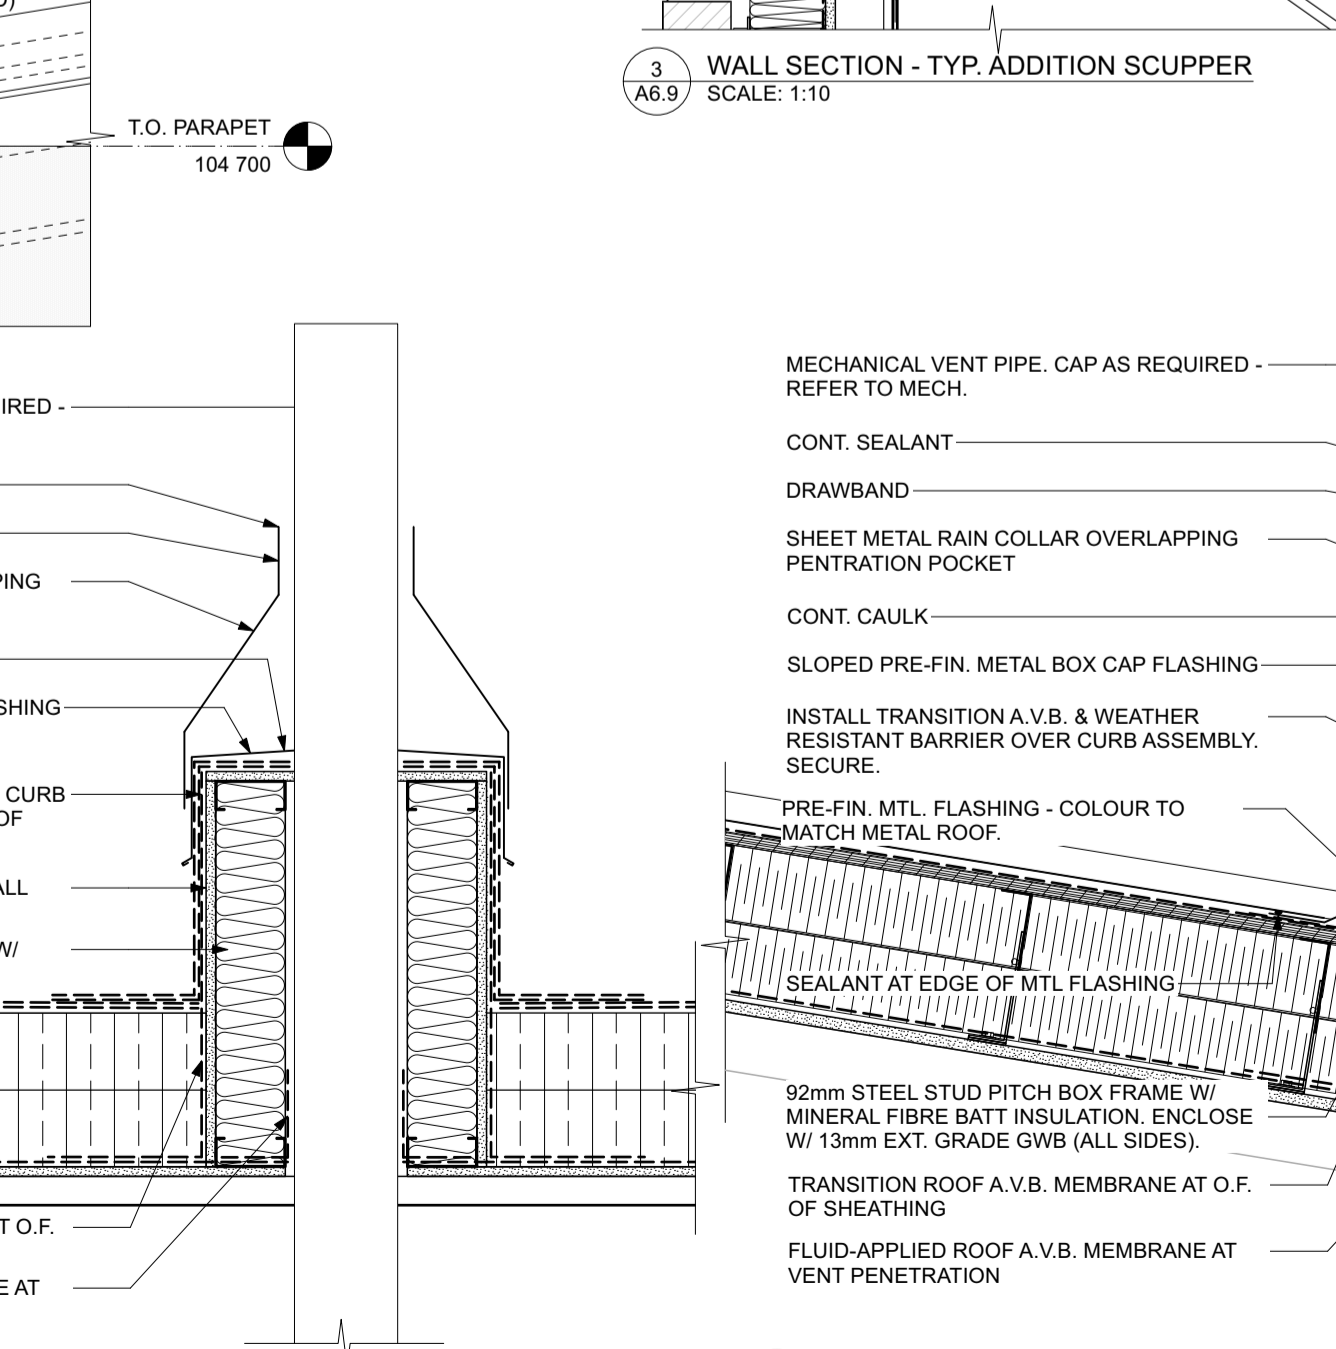 3
A6.9
WALL SECTION - TYP. ADDITION SCUPPER
SCALE: 1:10
T.O. PARAPET
104 700
IRED -
PING
SHING
CURB
OF
ALL
W/
T O.F.
E AT
MECHANICAL VENT PIPE. CAP AS REQUIRED -
REFER TO MECH.
CONT. SEALANT
DRAWBAND
SHEET METAL RAIN COLLAR OVERLAPPING
PENTRATION POCKET
CONT. CAULK
SLOPED PRE-FIN. METAL BOX CAP FLASHING
INSTALL TRANSITION A.V.B. & WEATHER
RESISTANT BARRIER OVER CURB ASSEMBLY.
SECURE.
PRE-FIN. MTL. FLASHING - COLOUR TO
MATCH METAL ROOF.
SEALANT AT EDGE OF MTL FLASHING
92mm STEEL STUD PITCH BOX FRAME W/
MINERAL FIBRE BATT INSULATION. ENCLOSE
W/ 13mm EXT. GRADE GWB (ALL SIDES).
TRANSITION ROOF A.V.B. MEMBRANE AT O.F.
OF SHEATHING
FLUID-APPLIED ROOF A.V.B. MEMBRANE AT
VENT PENETRATION